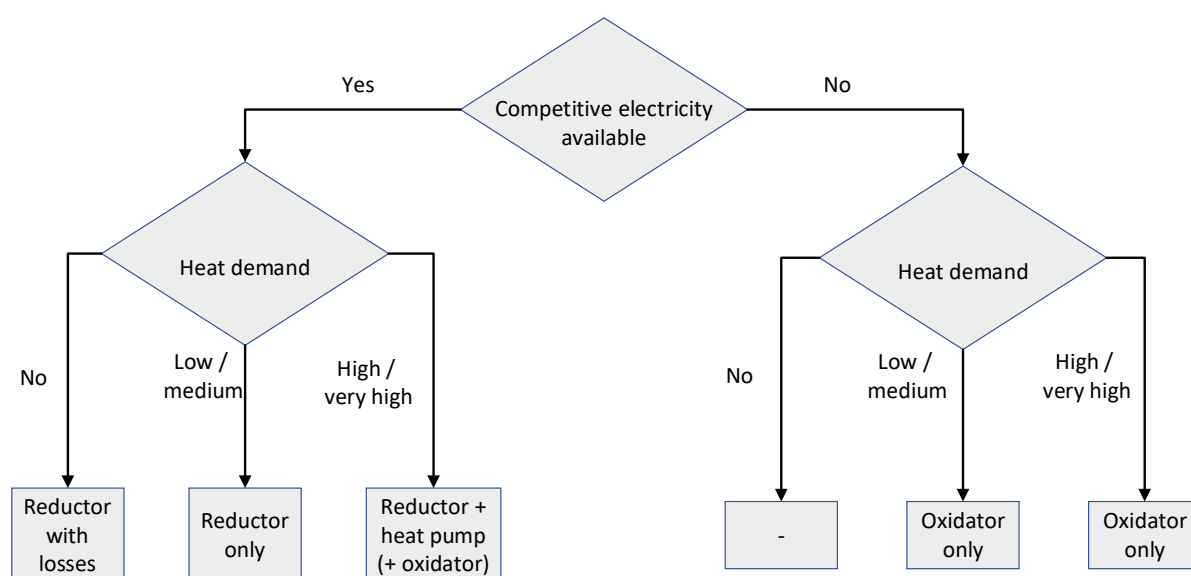 Yes
No
Competitive electricity
available
Heat demand
Heat demand
No
Low /
medium
High /
very high
No
Low /
medium
High /
very high
Reductor
with
losses
Reductor
only
Reductor +
heat pump
(+ oxidator)
-
Oxidator
only
Oxidator
only